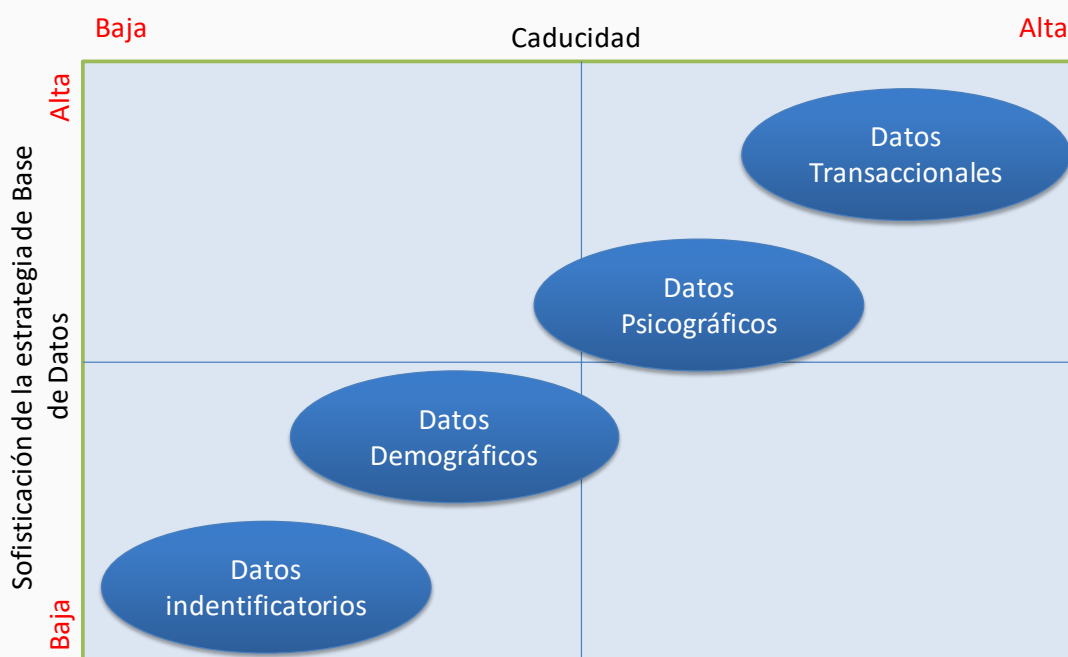 Baja
Caducidad
Alta
Alta
Sofisticación de la estrategia de Base
de Datos
Baja
Datos
Transaccionales
Datos
Psicográficos
Datos
Demográficos
Datos
indentificatorios